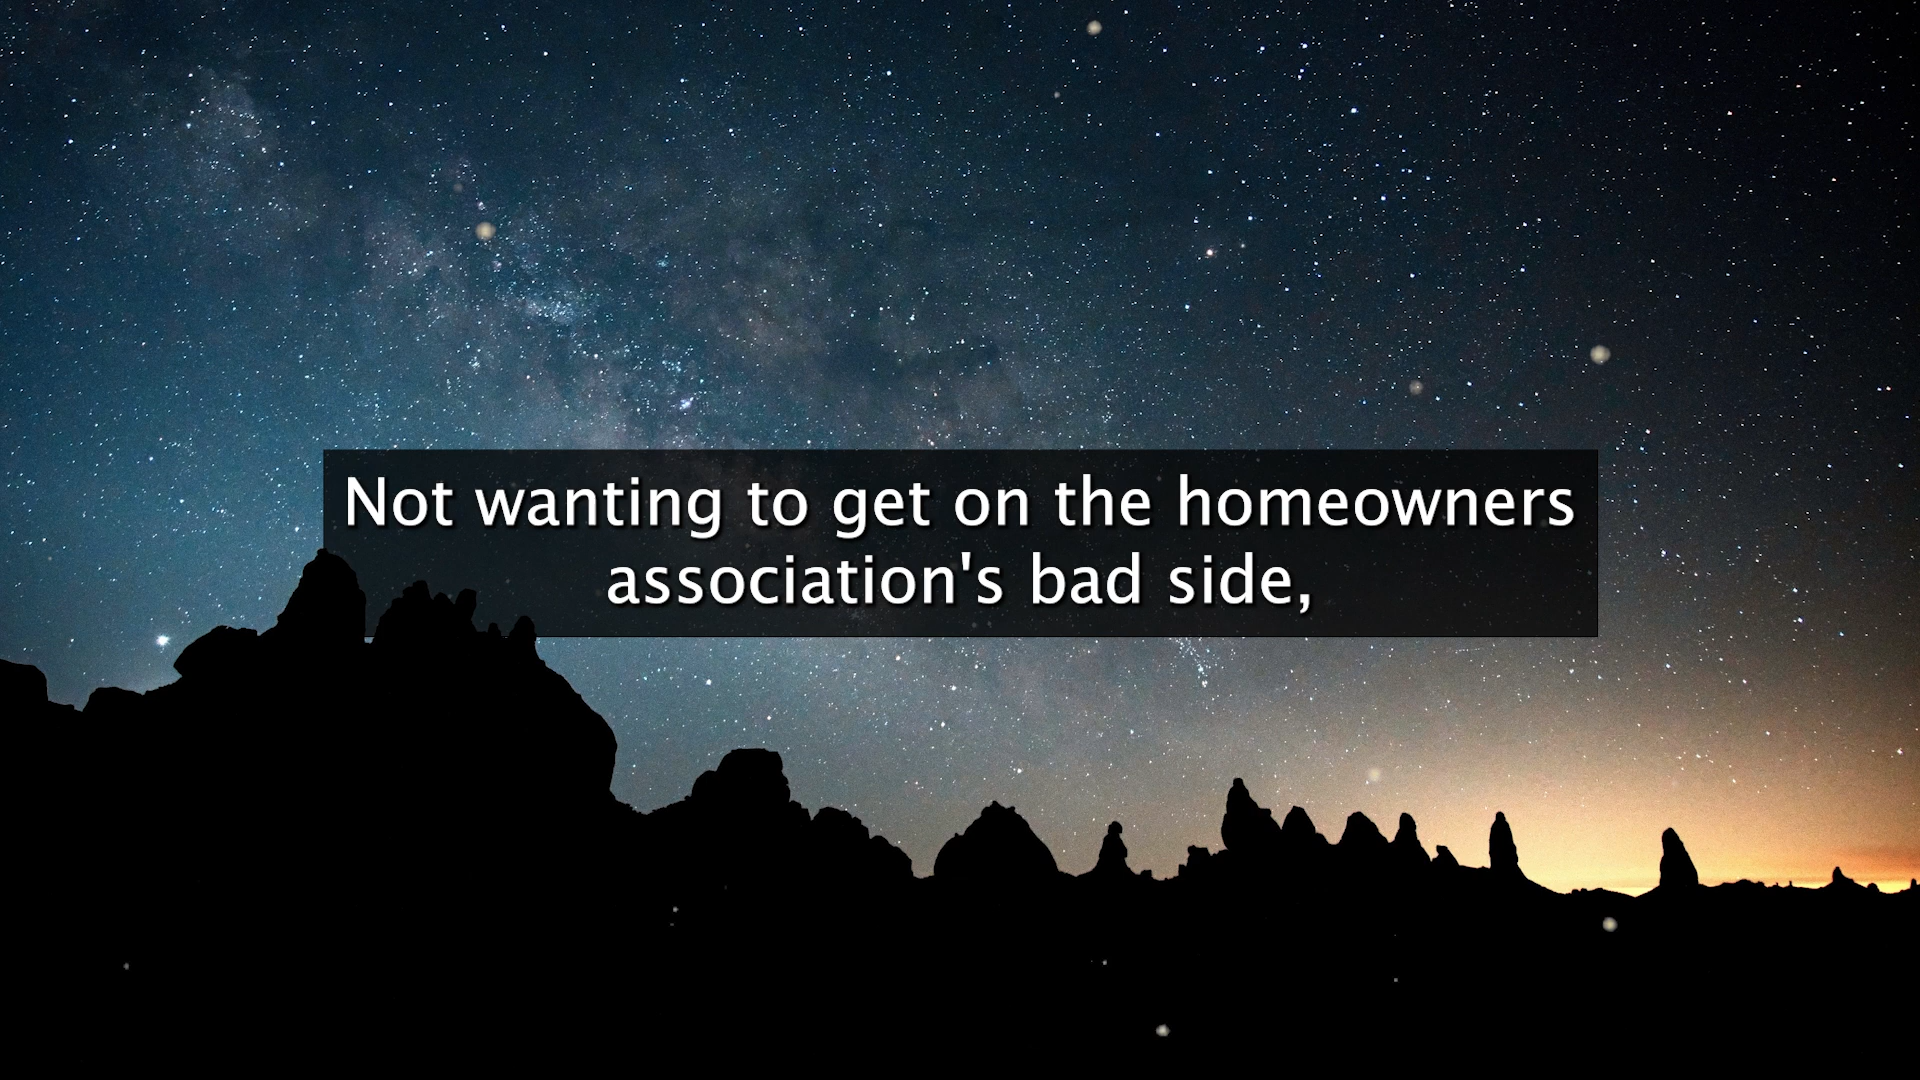 Not wanting to get on the homeowners
association's bad side,